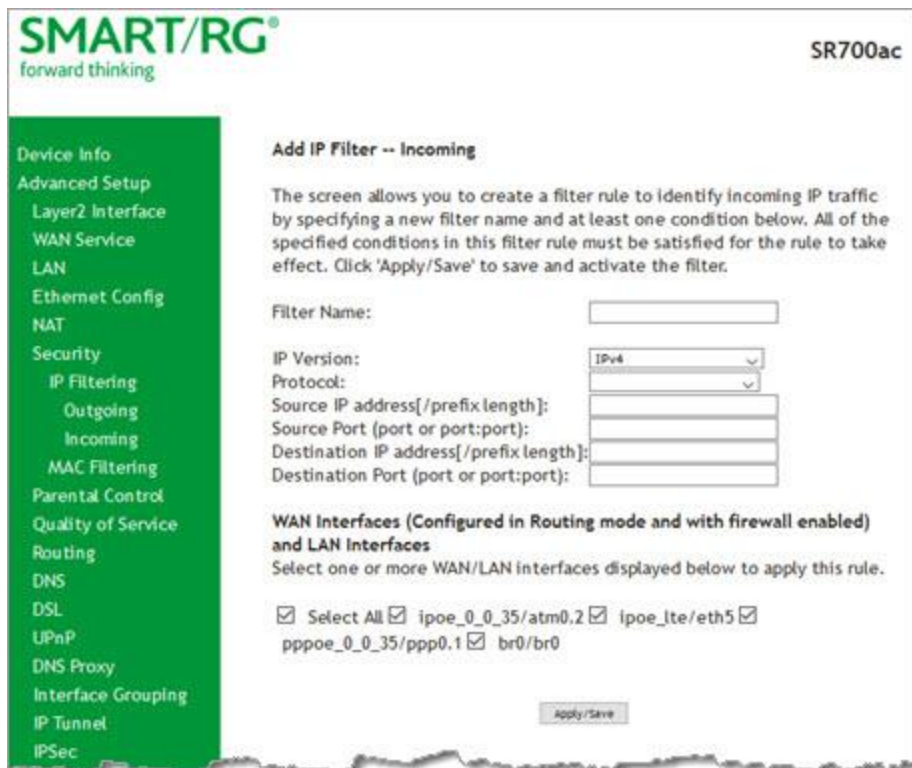 SMART/RG®
forward thinking
SR700ac
Device Info
Advanced Setup
Layer2 Interface
WAN Service
LAN
Ethernet Config
NAT
Security
IP Filtering
Outgoing
Incoming
MAC Filtering
Parental Control
Quality of Service
Routing
DNS
DSL
UPnP
DNS Proxy
Interface Grouping
IP Tunnel
IPSec
Add IP Filter -- Incoming
The screen allows you to create a filter rule to identify incoming IP traffic
by specifying a new filter name and at least one condition below. All of the
specified conditions in this filter rule must be satisfied for the rule to take
effect. Click 'Apply/Save' to save and activate the filter.
Filter Name:
IP Version: IPv4
Protocol:
Source IP address[/prefix length]:
Source Port (port or port:port):
Destination IP address[/prefix length]:
Destination Port (port or port:port):
WAN Interfaces (Configured in Routing mode and with firewall enabled)
and LAN Interfaces
Select one or more WAN/LAN interfaces displayed below to apply this rule.
Select All ipoe_0_0_35/atm0.2 ipoe_lte/eth5
pppoe_0_0_35/ppp0.1 br0/br0
Apply/Save